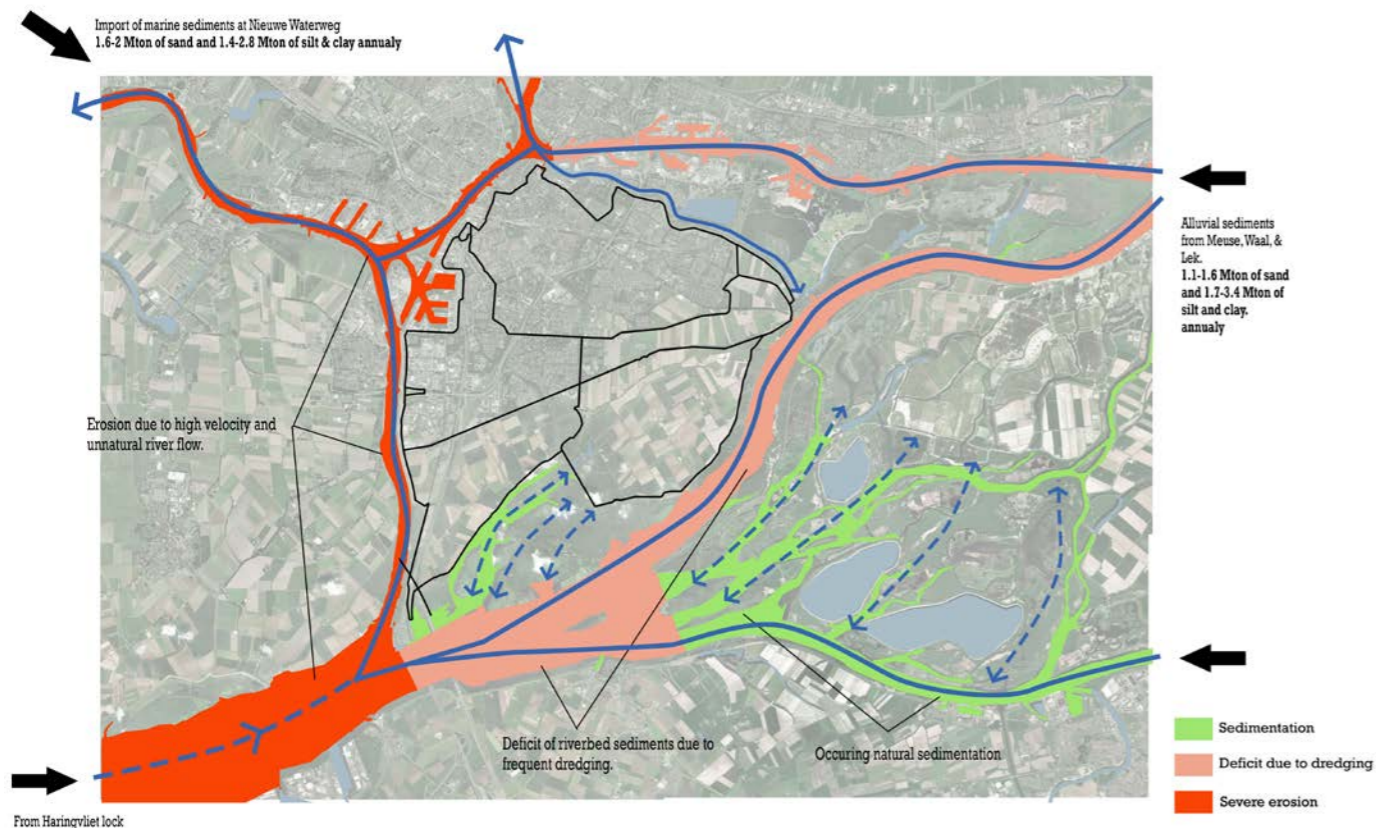 Import of marine sediments at Nieuwe Waterweg
1.6-2 Mton of sand and 1.4-2.8 Mton of silt & clay annualy
Alluvial sediments
from Meuse, Waal, &
Lek.
1.1-1.6 Mton of sand
and 1.7-3.4 Mton of
silt and clay.
annualy
Erosion due to high velocity and
unnatural river flow.
Deficit of riverbed sediments due to
frequent dredging.
Occuring natural sedimentation
Sedimentation
Deficit due to dredging
Severe erosion
From Haringvliet lock